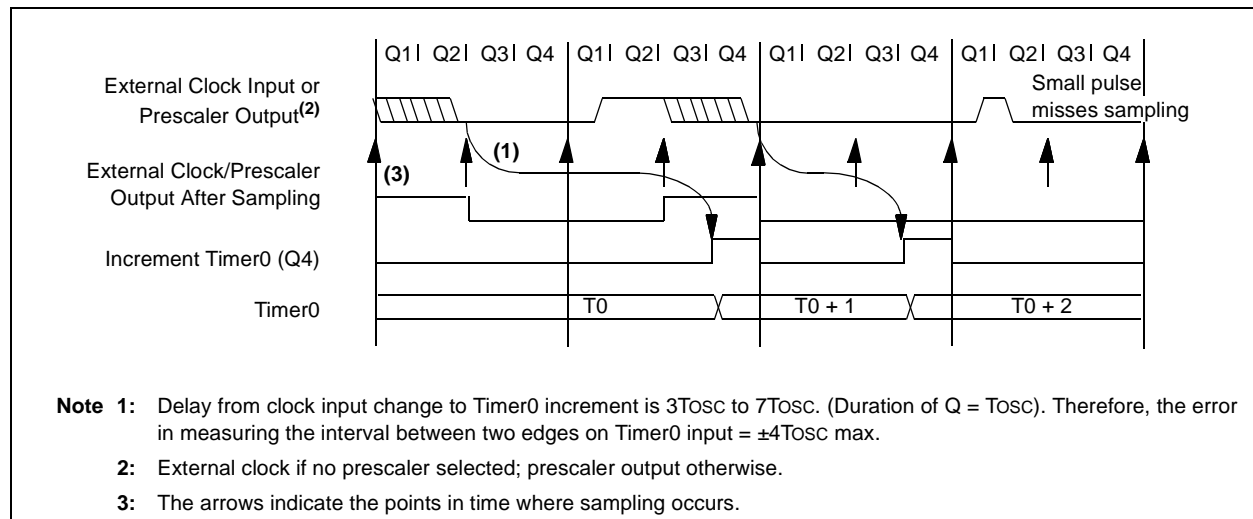 Q1| Q2| Q3| Q4 Q1| Q2| Q3| Q4 Q1| Q2| Q3| Q4 Q1| Q2| Q3| Q4
External Clock Input or
Prescaler Output(2)
Small pulse
misses sampling
(1)
External Clock/Prescaler
Output After Sampling
(3)
Increment Timer0 (Q4)
Timer0 T0 T0 + 1 T0 + 2
Note 1: Delay from clock input change to Timer0 increment is 3TOSC to 7TOSC. (Duration of Q = TOSC). Therefore, the error
in measuring the interval between two edges on Timer0 input = ±4TOSC max.
2: External clock if no prescaler selected; prescaler output otherwise.
3: The arrows indicate the points in time where sampling occurs.